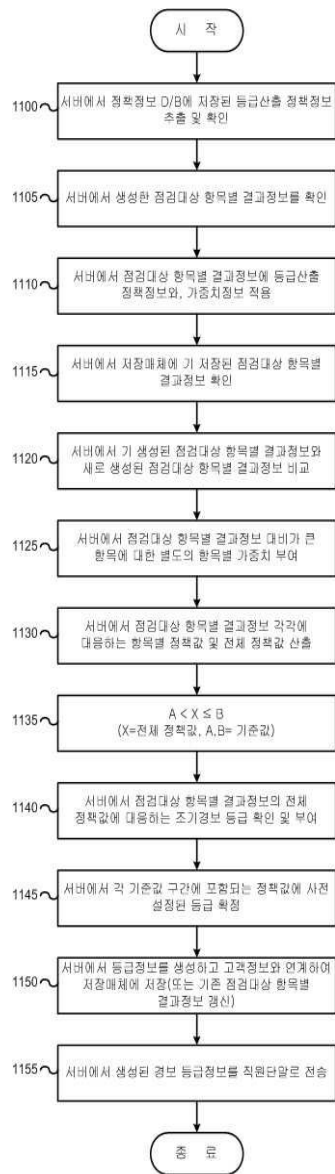 시 작
1100
서버에서 정책정보 D/B에 저장된 등급산출 정책정보
추출 및 확인
1105
서버에서 생성한 점검대상 항목별 결과정보를 확인
1110
서버에서 점검대상 항목별 결과정보에 등급산출
정책정보와, 가중치정보 적용
1115
서버에서 저장매체에 기 저장된 점검대상 항목별
결과정보 확인
1120
서버에서 기 생성된 점검대상 항목별 결과정보와
새로 생성된 점검대상 항목별 결과정보 비교
1125
서버에서 점검대상 항목별 결과정보 대비가 큰
항목에 대한 별도의 항목별 가중치 부여
1130
서버에서 점검대상 항목별 결과정보 각각에
대응하는 항목별 정책값 및 전체 정책값 산출
1135
A < X ≤ B
(X=전체 정책값, A,B= 기준값)
1140
서버에서 점검대상 항목별 결과정보의 전체
정책값에 대응하는 조기경보 등급 확인 및 부여
1145
서버에서 각 기준값 구간에 포함되는 정책값에 사전
설정된 등급 확정
1150
서버에서 등급정보를 생성하고 고객정보와 연계하여
저장매체에 저장(또는 기존 점검대상 항목별
결과정보 갱신)
1155
서버에서 생성된 경보 등급정보를 직원단말로 전송
종 료